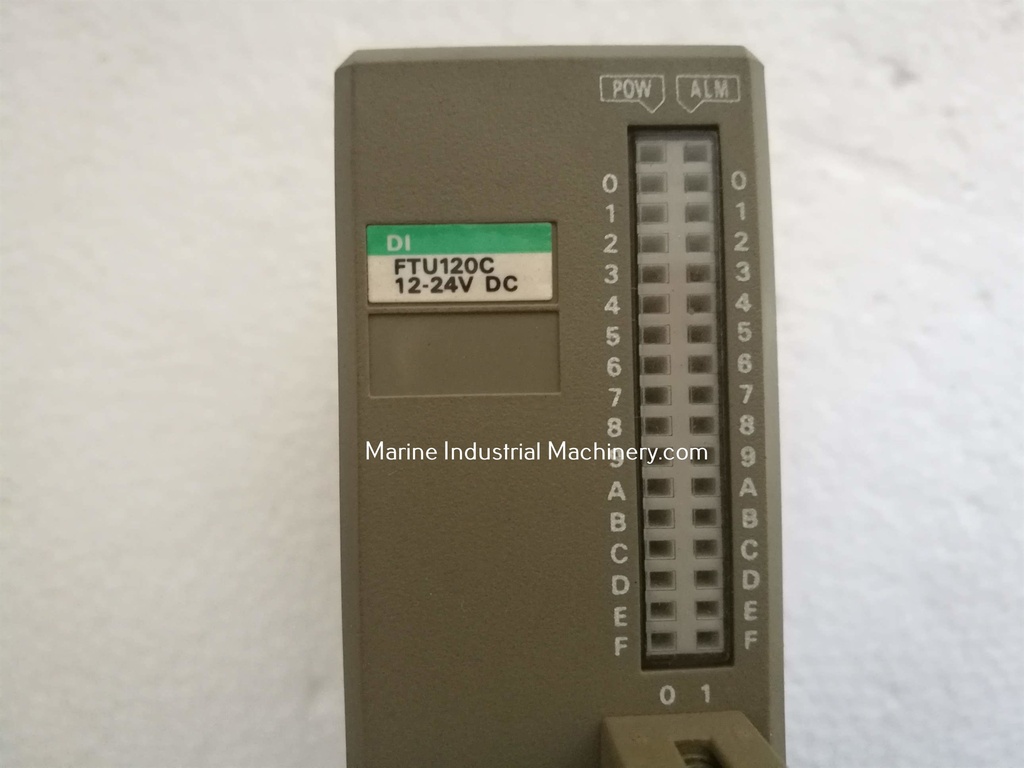 POW ALM
0 0
1 1
2 2
DI
3 3
FTU120C
12-24V DC
4 4
5 5
6 6
7 7
8 8
Marine Industrial Machinery.com
9 9
A A
B B
C C
D D
E E
F F
0 1